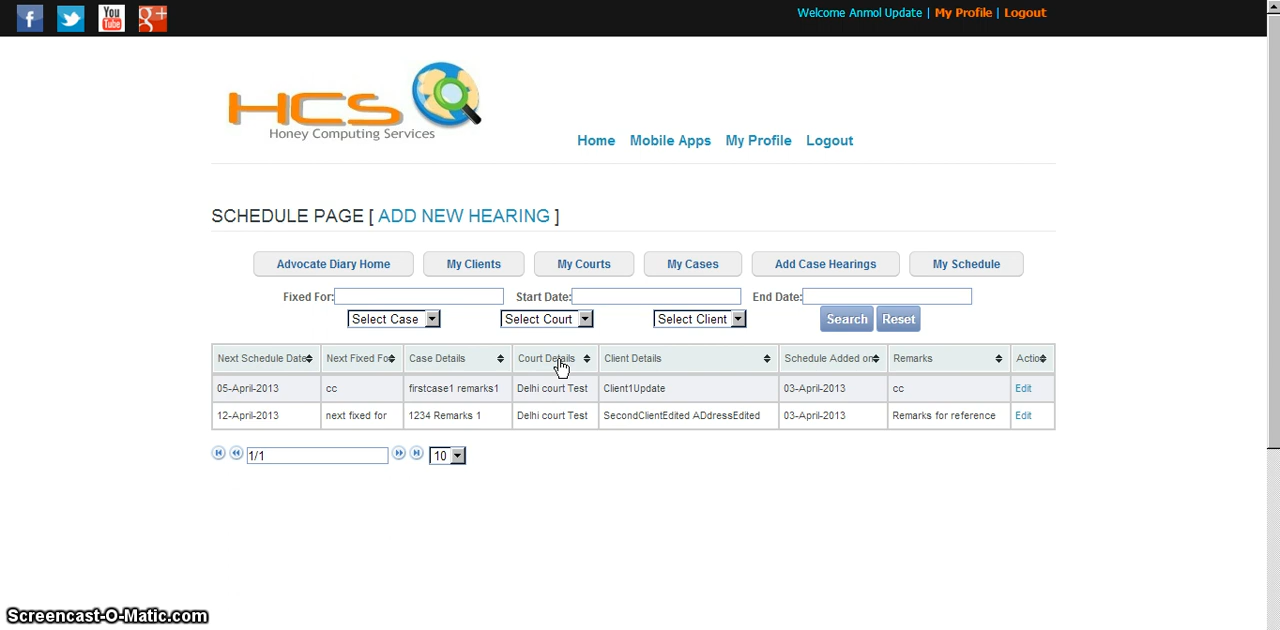 You
Tube
Welcome Anmol Update | My Profile | Logout
HCS
Honey Computing Services
Home Mobile Apps My Profile Logout
SCHEDULE PAGE [ ADD NEW HEARING ]
Advocate Diary Home My Clients My Courts My Cases Add Case Hearings My Schedule
Fixed For: Start Date: End Date:
Select Case Select Court Select Client Search Reset
Next Schedule Date Next Fixed Fo Case Details Court Details Client Details Schedule Added on Remarks Actio
05-April-2013 cc firstcase1 remarks1 Delhi court Test Client1Update 03-April-2013 cc Edit
12-April-2013 next fixed for 1234 Remarks 1 Delhi court Test SecondClientEdited ADdressEdited 03-April-2013 Remarks for reference Edit
1/1 10
Screencast-O-Matic.com